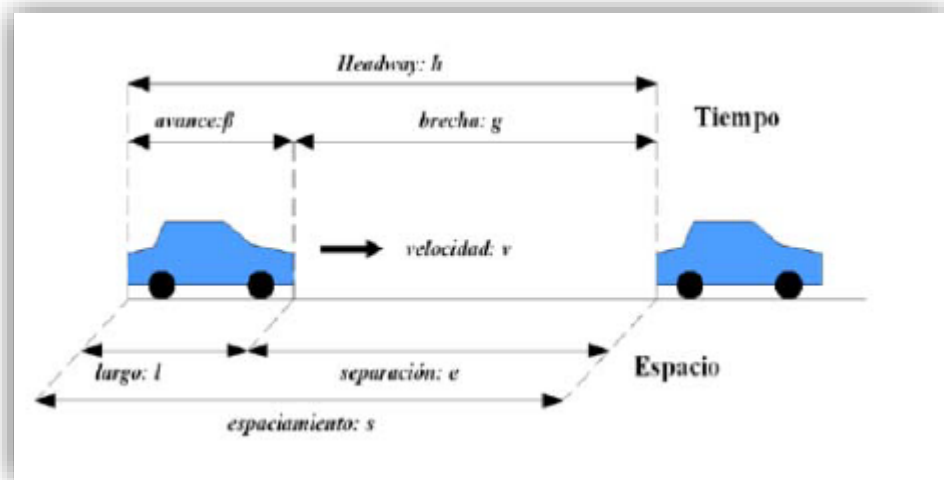 Headway: h
avance:β
brecha: g
Tiempo
velocidad: v
largo: l
separación: e
Espacio
espaciamiento: s